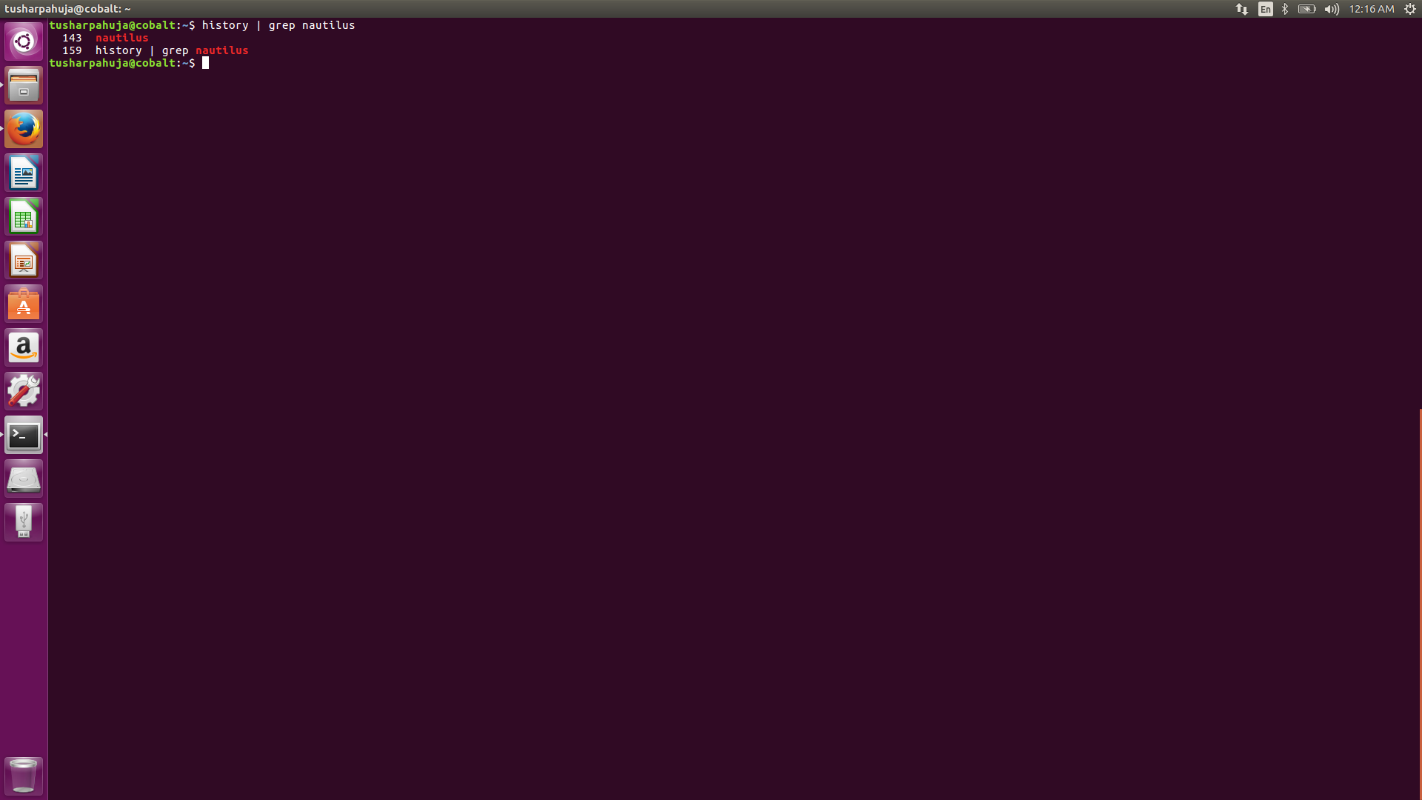 tusharpahuja@cobalt: ~
En
12:16 AM
tusharpahuja@cobalt:~$ history | grep nautilus
143 nautilus
159 history | grep nautilus
tusharpahuja@cobalt:~$